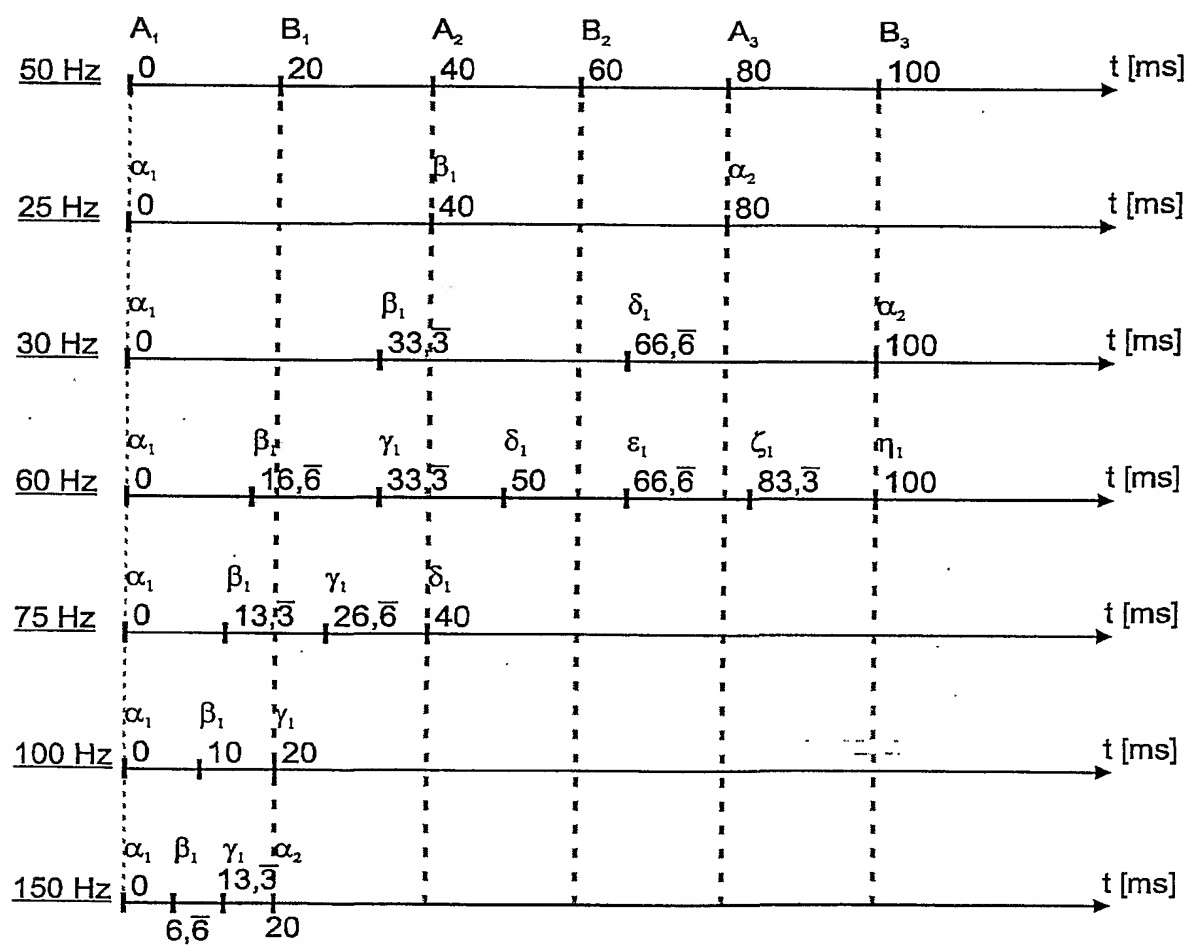 A₁ B₁ A₂ B₂ A₃ B₃
50 Hz 0 20 40 60 80 100 t [ms]
α₁ β₁ α₂
25 Hz 0 40 80 t [ms]
α₁ β₁ δ₁ α₂
30 Hz 0 33,3̅ 66,6̅ 100 t [ms]
α₁ β₁ γ₁ δ₁ ε₁ ζ₁ η₁
60 Hz 0 16,6̅ 33,3̅ 50 66,6̅ 83,3̅ 100 t [ms]
α₁ β₁ γ₁ δ₁
75 Hz 0 13,3̅ 26,6̅ 40 t [ms]
α₁ β₁ γ₁
100 Hz 0 10 20 t [ms]
α₁ β₁ γ₁ α₂
150 Hz 0 13,3̅ t [ms]
6,6̅ 20